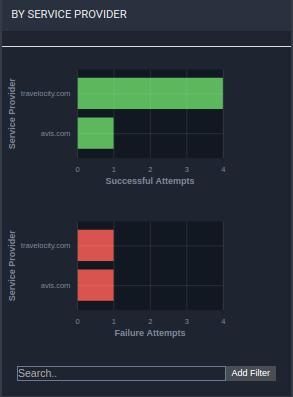 BY SERVICE PROVIDER
Service Provider
travelocity.com
avis.com
0 1 2 3 4
Successful Attempts
Service Provider
travelocity.com
avis.com
0 1 2 3 4
Failure Attempts
Search.. Add Filter